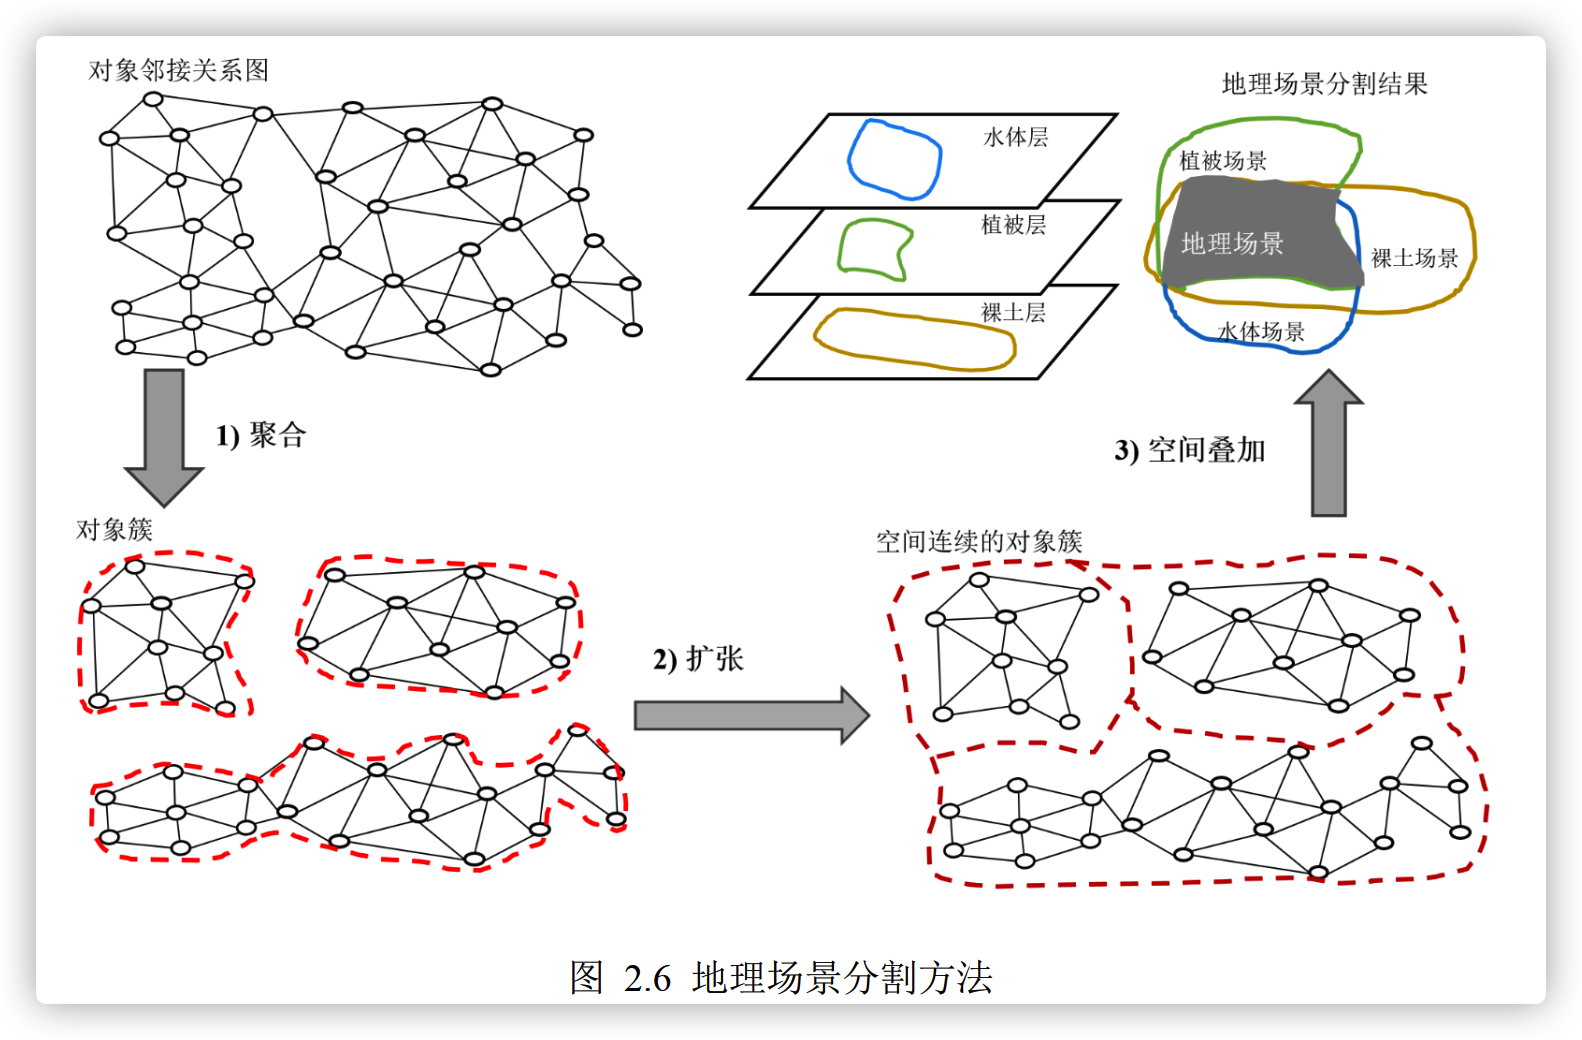 对象邻接关系图
地理场景分割结果
水体层
植被层
裸土层
植被场景
地理场景
裸土场景
水体场景
1) 聚合
3) 空间叠加
对象簇
空间连续的对象簇
2) 扩张
图 2.6 地理场景分割方法